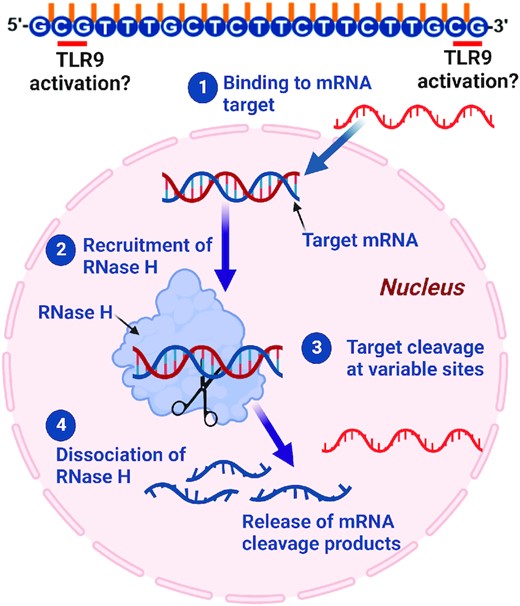 5'-GCGTTTGCTCTTCTTCTTGCG-3'
TLR9
activation?
TLR9
activation?
1 Binding to mRNA
target
Target mRNA
2 Recruitment of
RNase H
Nucleus
RNase H
3 Target cleavage
at variable sites
4
Dissociation of
RNase H
Release of mRNA
cleavage products